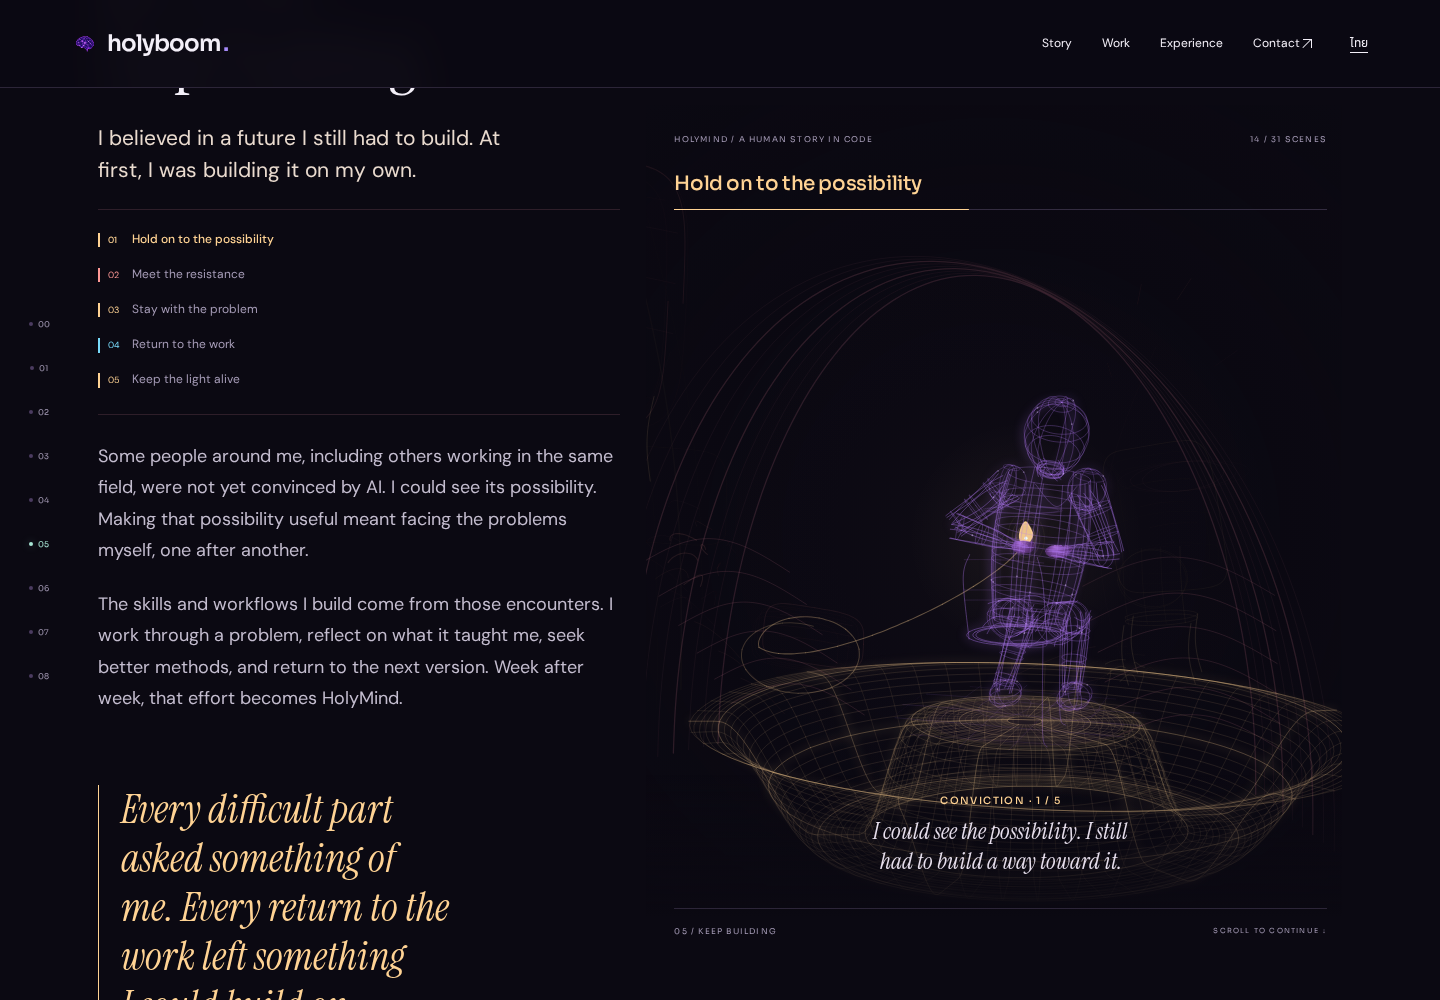 holyboom.
Story
Work
Experience
Contact
ไทย
I believed in a future I still had to build. At
first, I was building it on my own.
01 Hold on to the possibility
02 Meet the resistance
03 Stay with the problem
04 Return to the work
05 Keep the light alive
00
01
02
03
04
05
06
07
08
Some people around me, including others working in the same
field, were not yet convinced by AI. I could see its possibility.
Making that possibility useful meant facing the problems
myself, one after another.
The skills and workflows I build come from those encounters. I
work through a problem, reflect on what it taught me, seek
better methods, and return to the next version. Week after
week, that effort becomes HolyMind.
Every difficult part
asked something of
me. Every return to the
work left something
I could build on
HOLYMIND / A HUMAN STORY IN CODE
14 / 31 SCENES
Hold on to the possibility
CONVICTION · 1 / 5
I could see the possibility. I still
had to build a way toward it.
05 / KEEP BUILDING
SCROLL TO CONTINUE ↓